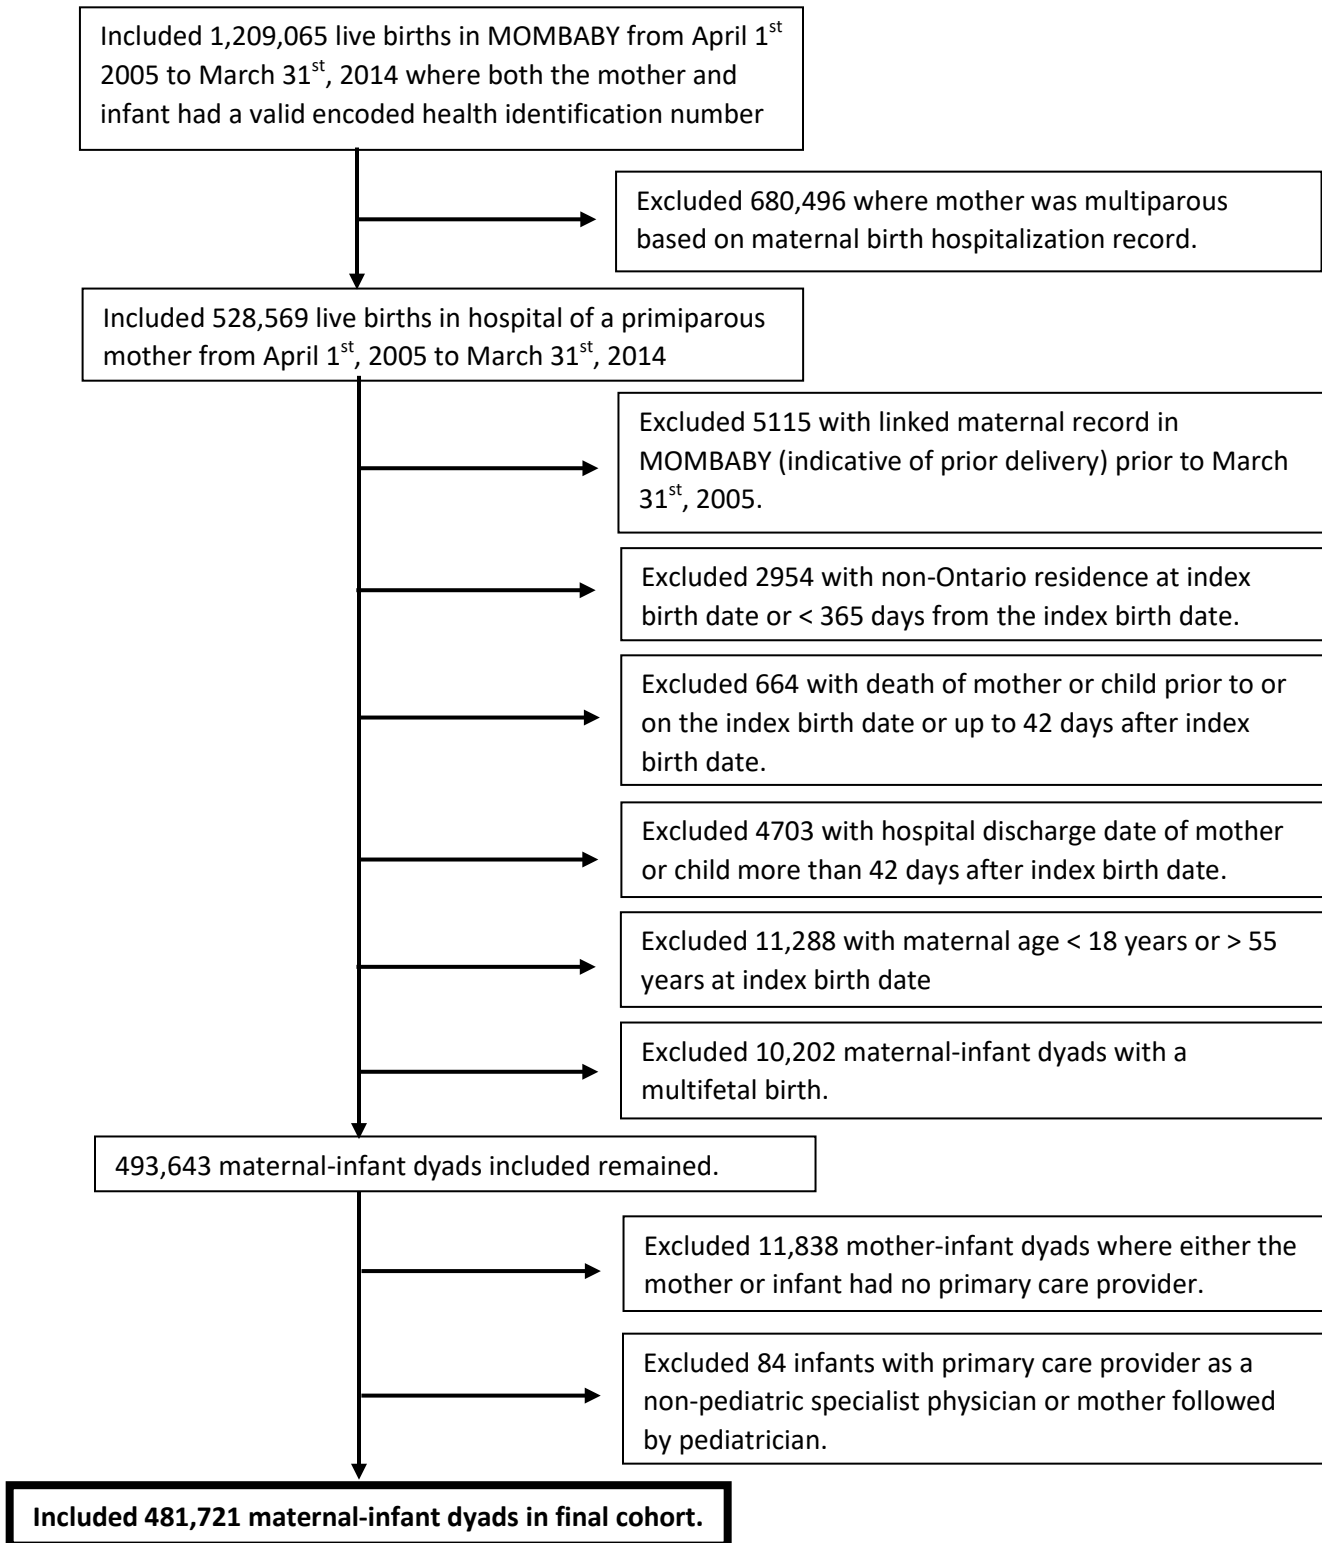 Included 1,209,065 live births in MOMBABY from April 1st
2005 to March 31st, 2014 where both the mother and
infant had a valid encoded health identification number
Excluded 680,496 where mother was multiparous
based on maternal birth hospitalization record.
Included 528,569 live births in hospital of a primiparous
mother from April 1st, 2005 to March 31st, 2014
Excluded 5115 with linked maternal record in
MOMBABY (indicative of prior delivery) prior to March
31st, 2005.
Excluded 2954 with non-Ontario residence at index
birth date or < 365 days from the index birth date.
Excluded 664 with death of mother or child prior to or
on the index birth date or up to 42 days after index
birth date.
Excluded 4703 with hospital discharge date of mother
or child more than 42 days after index birth date.
Excluded 11,288 with maternal age < 18 years or > 55
years at index birth date
Excluded 10,202 maternal-infant dyads with a
multifetal birth.
493,643 maternal-infant dyads included remained.
Excluded 11,838 mother-infant dyads where either the
mother or infant had no primary care provider.
Excluded 84 infants with primary care provider as a
non-pediatric specialist physician or mother followed
by pediatrician.
Included 481,721 maternal-infant dyads in final cohort.